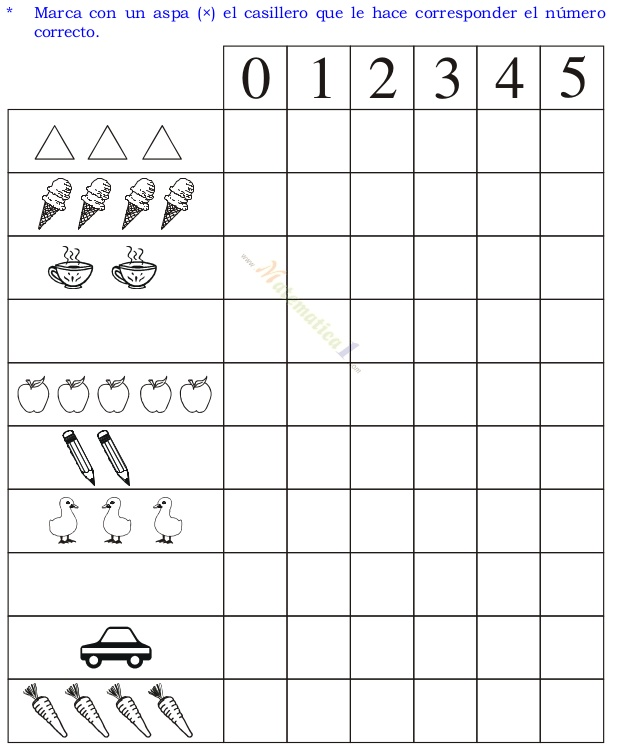 * Marca con un aspa (×) el casillero que le hace corresponder el número
correcto.
0 1 2 3 4 5
www.Matematica1.com